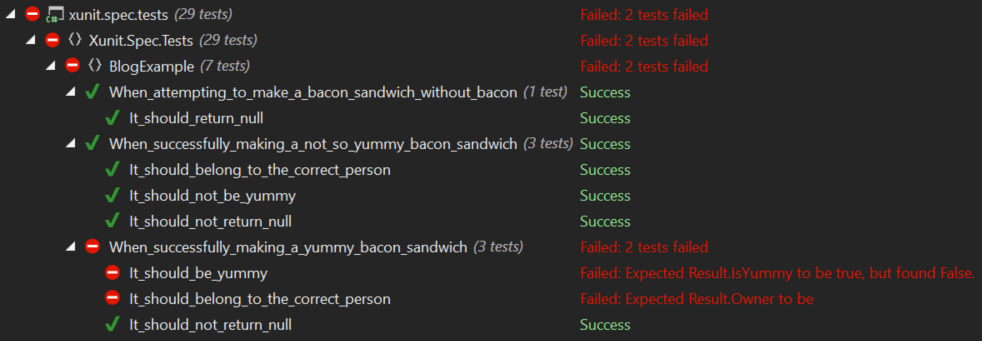 C# xunit.spec.tests (29 tests) Failed: 2 tests failed
{} Xunit.Spec.Tests (29 tests) Failed: 2 tests failed
{} BlogExample (7 tests) Failed: 2 tests failed
When_attempting_to_make_a_bacon_sandwich_without_bacon (1 test) Success
It_should_return_null Success
When_successfully_making_a_not_so_yummy_bacon_sandwich (3 tests) Success
It_should_belong_to_the_correct_person Success
It_should_not_be_yummy Success
It_should_not_return_null Success
When_successfully_making_a_yummy_bacon_sandwich (3 tests) Failed: 2 tests failed
It_should_be_yummy Failed: Expected Result.IsYummy to be true, but found False.
It_should_belong_to_the_correct_person Failed: Expected Result.Owner to be
It_should_not_return_null Success